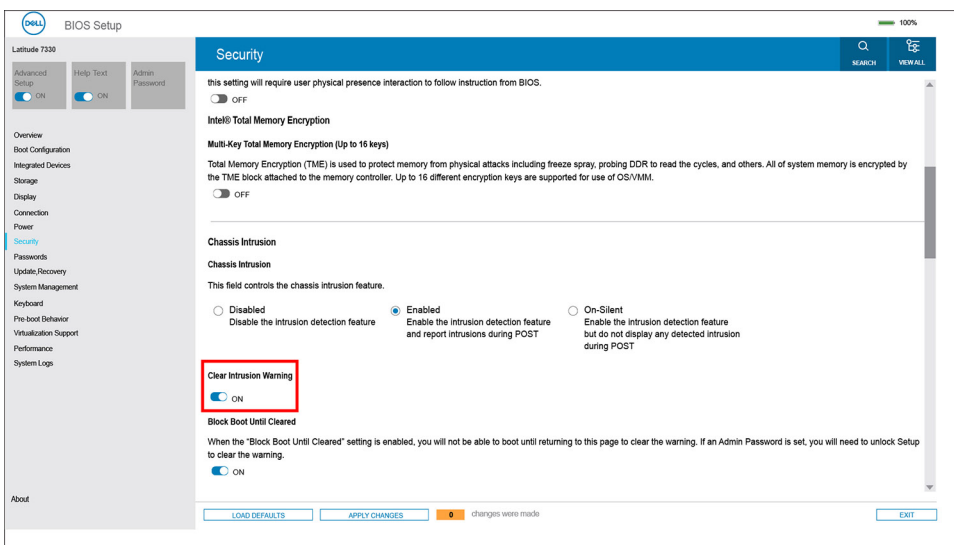 DELL
BIOS Setup
100%
Latitude 7330
Advanced Setup
ON
Help Text
ON
Admin Password
Security
SEARCH
VIEW ALL
Overview
Boot Configuration
Integrated Devices
Storage
Display
Connection
Power
Security
Passwords
Update,Recovery
System Management
Keyboard
Pre-boot Behavior
Virtualization Support
Performance
System Logs
About
this setting will require user physical presence interaction to follow instruction from BIOS.
OFF
Intel® Total Memory Encryption
Multi-Key Total Memory Encryption (Up to 16 keys)
Total Memory Encryption (TME) is used to protect memory from physical attacks including freeze spray, probing DDR to read the cycles, and others. All of system memory is encrypted by
the TME block attached to the memory controller. Up to 16 different encryption keys are supported for use of OS/VMM.
OFF
Chassis Intrusion
Chassis Intrusion
This field controls the chassis intrusion feature.
Disabled
Disable the intrusion detection feature
Enabled
Enable the intrusion detection feature
and report intrusions during POST
On-Silent
Enable the intrusion detection feature
but do not display any detected intrusion
during POST
Clear Intrusion Warning
ON
Block Boot Until Cleared
When the "Block Boot Until Cleared" setting is enabled, you will not be able to boot until returning to this page to clear the warning. If an Admin Password is set, you will need to unlock Setup
to clear the warning.
ON
LOAD DEFAULTS
APPLY CHANGES
0 changes were made
EXIT